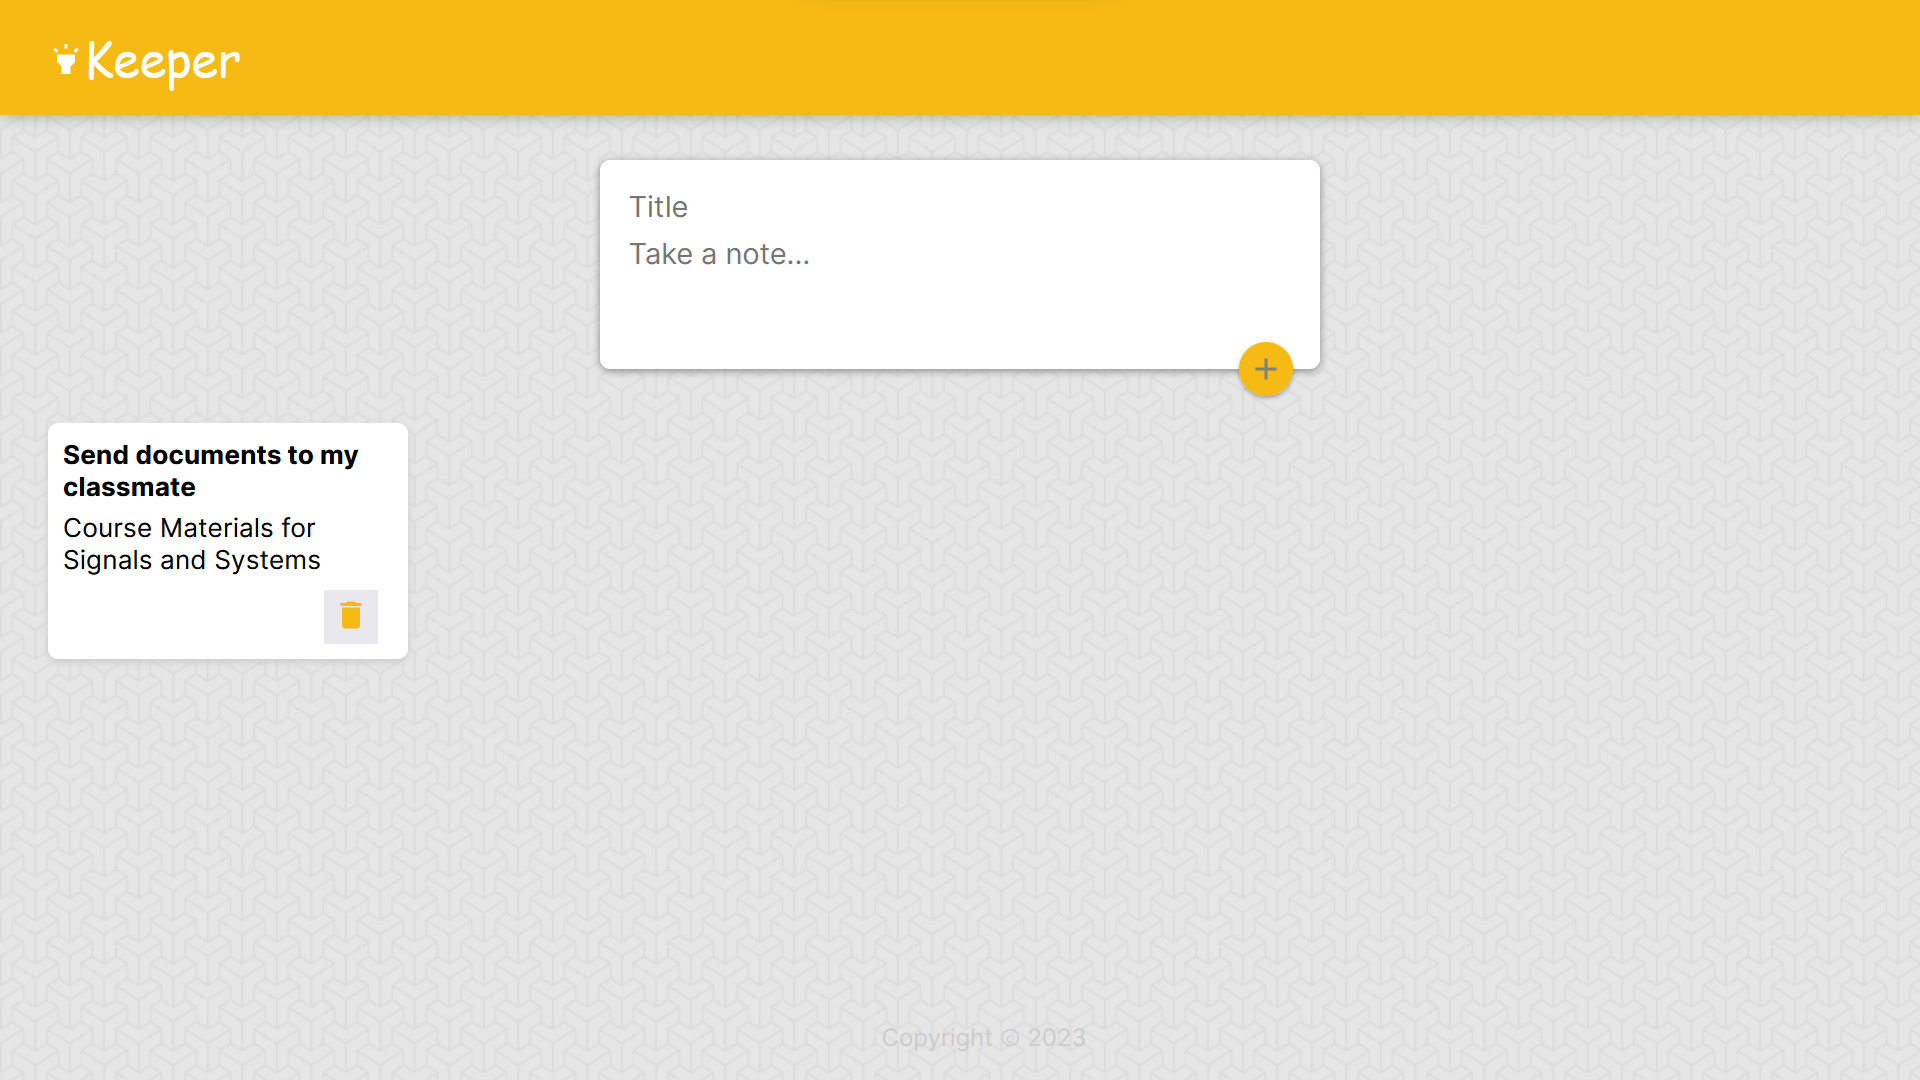 Keeper
Title
Take a note...
Send documents to my
classmate
Course Materials for
Signals and Systems
Copyright © 2023